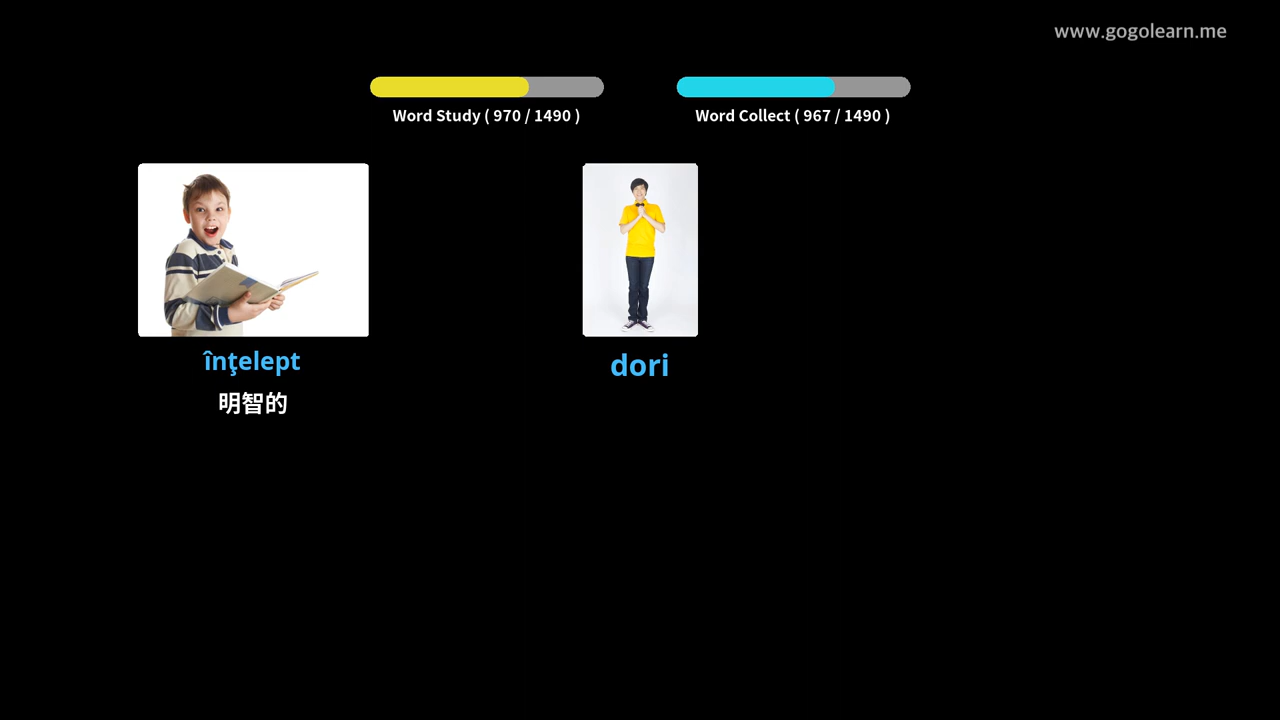 www.gogolearn.me
Word Study ( 970 / 1490 )
Word Collect ( 967 / 1490 )
înţelept
明智的
dori